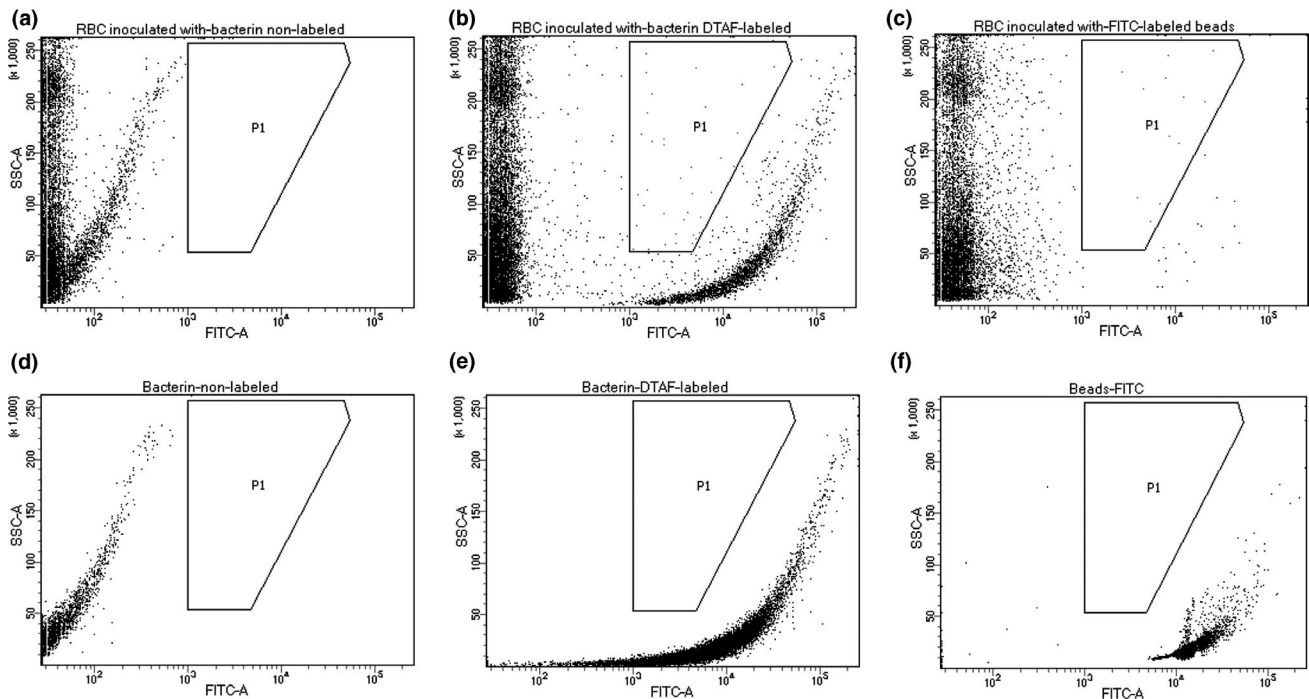 (a)
RBC inoculated with-bacterin non-labeled
(x 1,000)
SSC-A
250
200
150
100
50
P1
10²
10³
10⁴
10⁵
FITC-A
(b)
RBC inoculated with-bacterin DTAF-labeled
(x 1,000)
SSC-A
250
200
150
100
50
P1
10²
10³
10⁴
10⁵
FITC-A
(c)
RBC inoculated with-FITC-labeled beads
(x 1,000)
SSC-A
250
200
150
100
50
P1
10²
10³
10⁴
10⁵
FITC-A
(d)
Bacterin-non-labeled
(x 1,000)
SSC-A
250
200
150
100
50
P1
10²
10³
10⁴
10⁵
FITC-A
(e)
Bacterin-DTAF-labeled
(x 1,000)
SSC-A
250
200
150
100
50
P1
10²
10³
10⁴
10⁵
FITC-A
(f)
Beads-FITC
(x 1,000)
SSC-A
250
200
150
100
50
P1
10²
10³
10⁴
10⁵
FITC-A